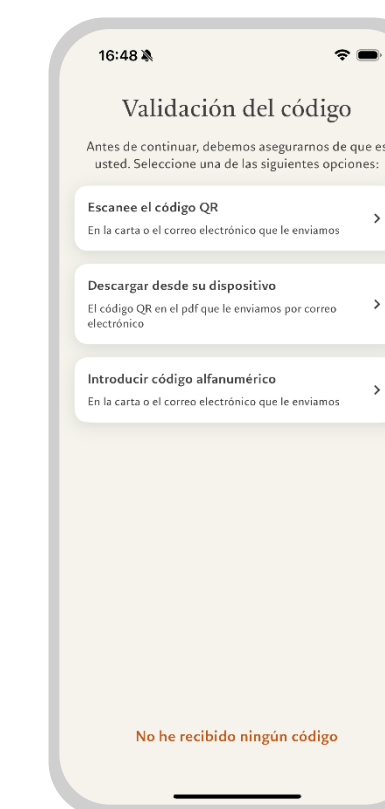 16:48
Validación del código
Antes de continuar, debemos asegurarnos de que es
usted. Seleccione una de las siguientes opciones:
Escanee el código QR
En la carta o el correo electrónico que le enviamos
Descargar desde su dispositivo
El código QR en el pdf que le enviamos por correo
electrónico
Introducir código alfanumérico
En la carta o el correo electrónico que le enviamos
No he recibido ningún código